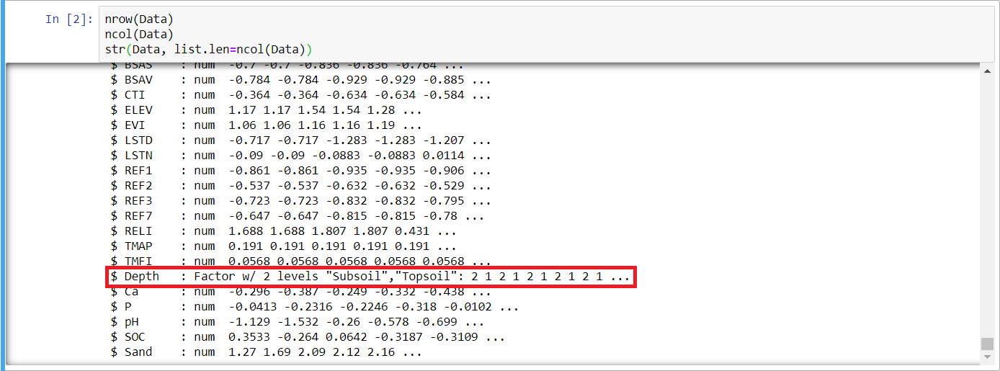 In [2]:
nrow(Data)
ncol(Data)
str(Data, list.len=ncol(Data))
$ BSAS    : num  -0.7 -0.7 -0.836 -0.836 -0.764 ...
$ BSAV    : num  -0.784 -0.784 -0.929 -0.929 -0.885 ...
$ CTI     : num  -0.364 -0.364 -0.634 -0.634 -0.584 ...
$ ELEV    : num  1.17 1.17 1.54 1.54 1.28 ...
$ EVI     : num  1.06 1.06 1.16 1.16 1.19 ...
$ LSTD    : num  -0.717 -0.717 -1.283 -1.283 -1.207 ...
$ LSTN    : num  -0.09 -0.09 -0.0883 -0.0883 0.0114 ...
$ REF1    : num  -0.861 -0.861 -0.935 -0.935 -0.906 ...
$ REF2    : num  -0.537 -0.537 -0.632 -0.632 -0.529 ...
$ REF3    : num  -0.723 -0.723 -0.832 -0.832 -0.795 ...
$ REF7    : num  -0.647 -0.647 -0.815 -0.815 -0.78 ...
$ RELI    : num  1.688 1.688 1.807 1.807 0.431 ...
$ TMAP    : num  0.191 0.191 0.191 0.191 0.191 ...
$ TMFI    : num  0.0568 0.0568 0.0568 0.0568 0.0568 ...
$ Depth   : Factor w/ 2 levels "Subsoil","Topsoil": 2 1 2 1 2 1 2 1 2 1 ...
$ Ca      : num  -0.296 -0.387 -0.249 -0.332 -0.438 ...
$ P       : num  -0.0413 -0.2316 -0.2246 -0.318 -0.0102 ...
$ pH      : num  -1.129 -1.532 -0.26 -0.578 -0.699 ...
$ SOC     : num  0.3533 -0.264 0.0642 -0.3187 -0.3109 ...
$ Sand    : num  1.27 1.69 2.09 2.12 2.16 ...